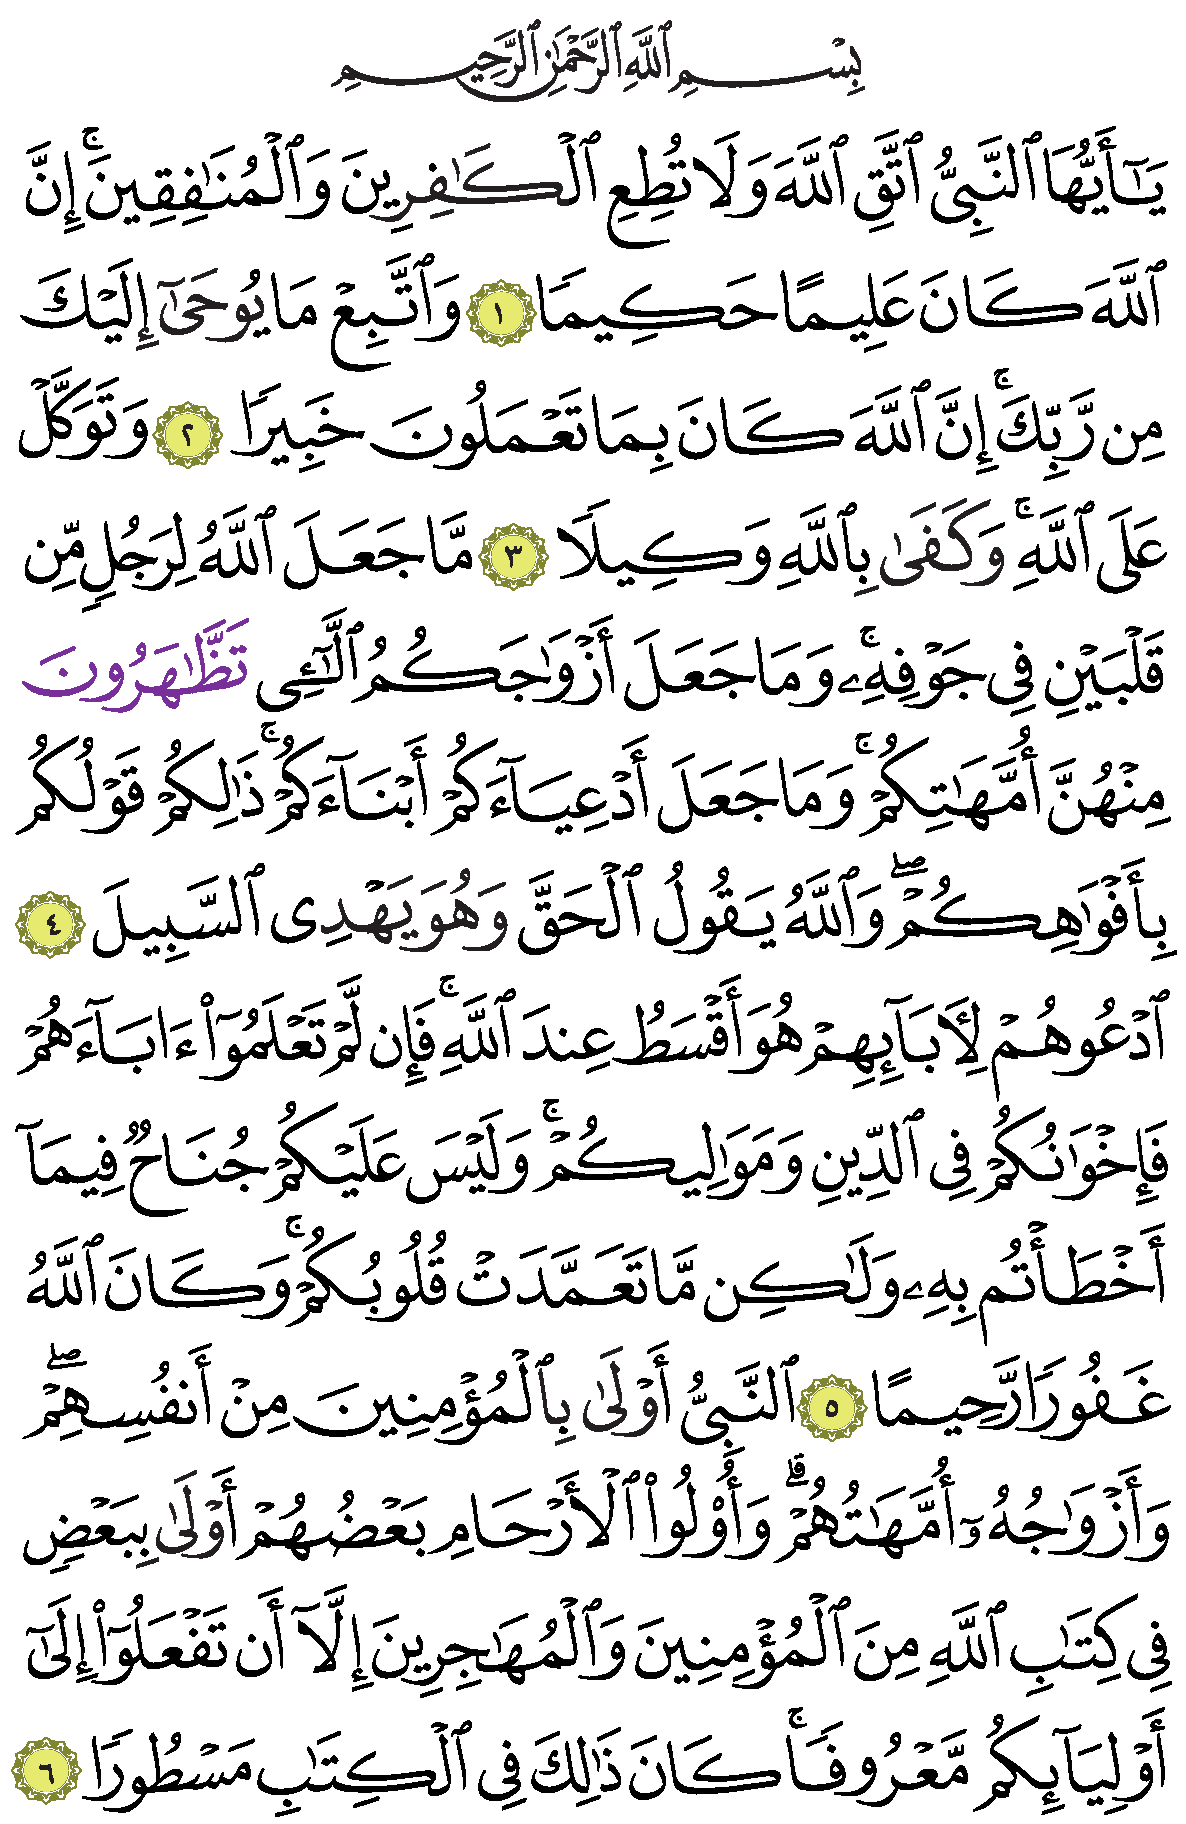 بِسْمِ ٱللَّهِ ٱلرَّحْمَٰنِ ٱلرَّحِيمِ
يَٰٓأَيُّهَا ٱلنَّبِىُّ ٱتَّقِ ٱللَّهَ وَلَا تُطِعِ ٱلْكَٰفِرِينَ وَٱلْمُنَٰفِقِينَ ۚ إِنَّ
ٱللَّهَ كَانَ عَلِيمًا حَكِيمًا ١ وَٱتَّبِعْ مَا يُوحَىٰٓ إِلَيْكَ
مِن رَّبِّكَ ۚ إِنَّ ٱللَّهَ كَانَ بِمَا تَعْمَلُونَ خَبِيرًا ٢ وَتَوَكَّلْ
عَلَى ٱللَّهِ ۚ وَكَفَىٰ بِٱللَّهِ وَكِيلًا ٣ مَّا جَعَلَ ٱللَّهُ لِرَجُلٍ مِّن
قَلْبَيْنِ فِى جَوْفِهِۦ ۚ وَمَا جَعَلَ أَزْوَٰجَكُمُ ٱلَّٰٓـِٔى تَظَّٰهَرُونَ
مِنْهُنَّ أُمَّهَٰتِكُمْ ۚ وَمَا جَعَلَ أَدْعِيَآءَكُمْ أَبْنَآءَكُمْ ۚ ذَٰلِكُمْ قَوْلُكُم
بِأَفْوَٰهِكُمْ ۖ وَٱللَّهُ يَقُولُ ٱلْحَقَّ وَهُوَ يَهْدِى ٱلسَّبِيلَ ٤
ٱدْعُوهُمْ لِـَٔابَآئِهِمْ هُوَ أَقْسَطُ عِندَ ٱللَّهِ ۚ فَإِن لَّمْ تَعْلَمُوٓا۟ ءَابَآءَهُمْ
فَإِخْوَٰنُكُمْ فِى ٱلدِّينِ وَمَوَٰلِيكُمْ ۚ وَلَيْسَ عَلَيْكُمْ جُنَاحٌ فِيمَآ
أَخْطَأْتُم بِهِۦ وَلَٰكِن مَّا تَعَمَّدَتْ قُلُوبُكُمْ ۚ وَكَانَ ٱللَّهُ
غَفُورًا رَّحِيمًا ٥ ٱلنَّبِىُّ أَوْلَىٰ بِٱلْمُؤْمِنِينَ مِنْ أَنفُسِهِمْ ۖ
وَأَزْوَٰجُهُۥٓ أُمَّهَٰتُهُمْ ۗ وَأُو۟لُوا۟ ٱلْأَرْحَامِ بَعْضُهُمْ أَوْلَىٰ بِبَعْضٍ
فِى كِتَٰبِ ٱللَّهِ مِنَ ٱلْمُؤْمِنِينَ وَٱلْمُهَٰجِرِينَ إِلَّآ أَن تَفْعَلُوٓا۟ إِلَىٰٓ
أَوْلِيَآئِكُم مَّعْرُوفًا ۚ كَانَ ذَٰلِكَ فِى ٱلْكِتَٰبِ مَسْطُورًا ٦